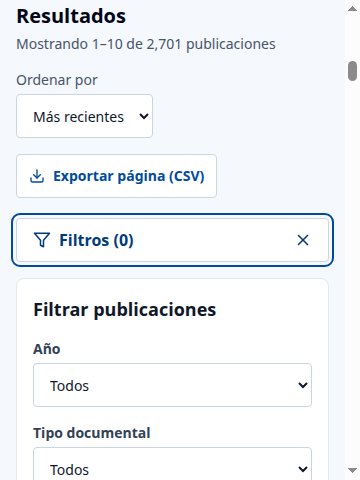 Resultados
Mostrando 1–10 de 2,701 publicaciones
Ordenar por
Más recientes
Exportar página (CSV)
Filtros (0)
Filtrar publicaciones
Año
Todos
Tipo documental
Todos